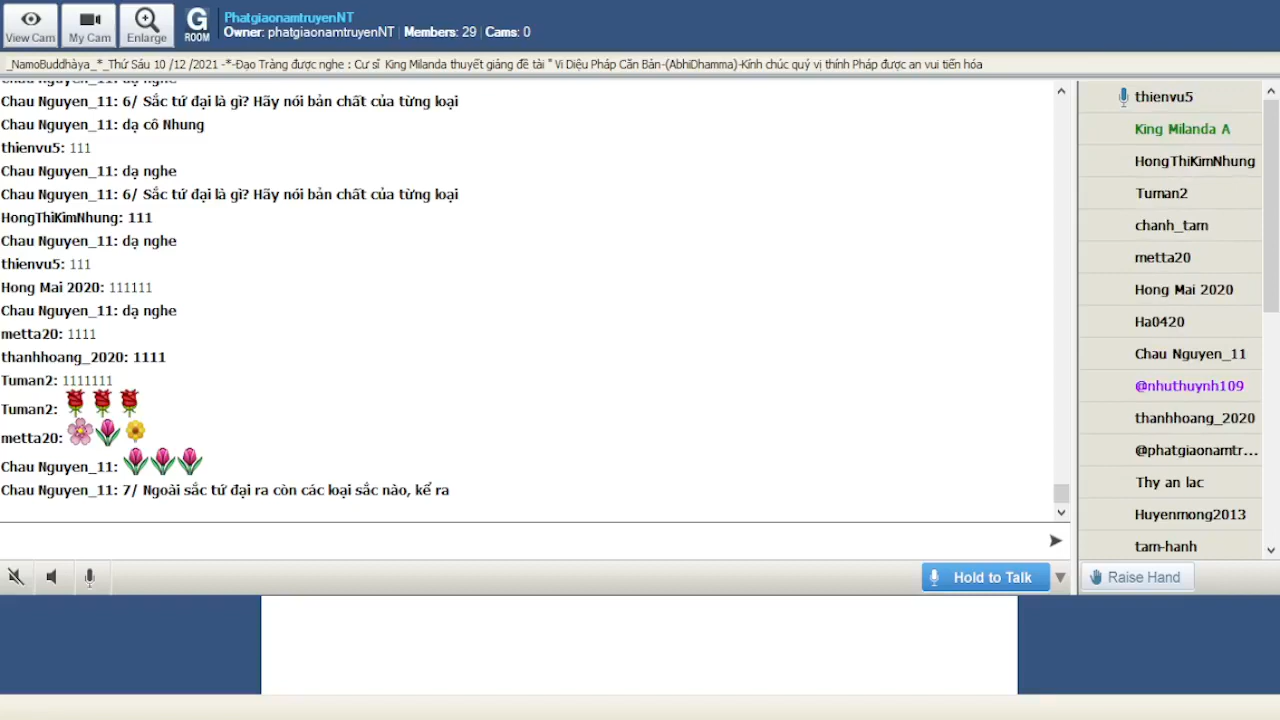 View Cam
My Cam
Enlarge
G
ROOM
PhatgiaonamtruyenNT
Owner: phatgiaonamtruyenNT Members: 29 Cams: 0
_NamoBuddhàya_*_Thứ Sáu 10 /12 /2021 -*-Đạo Tràng được nghe : Cư sĩ King Milanda thuyết giảng đề tài " Vi Diệu Pháp Căn Bản-(AbhiDhamma)-Kính chúc quý vị thính Pháp được an vui tiến hóa
Chau Nguyen_11: dạ nghe
Chau Nguyen_11: 6/ Sắc tứ đại là gì? Hãy nói bản chất của từng loại
Chau Nguyen_11: dạ cô Nhung
thienvu5: 111
Chau Nguyen_11: dạ nghe
Chau Nguyen_11: 6/ Sắc tứ đại là gì? Hãy nói bản chất của từng loại
HongThiKimNhung: 111
Chau Nguyen_11: dạ nghe
thienvu5: 111
Hong Mai 2020: 111111
Chau Nguyen_11: dạ nghe
metta20: 1111
thanhhoang_2020: 1111
Tuman2: 1111111
Tuman2:
metta20:
Chau Nguyen_11:
Chau Nguyen_11: 7/ Ngoài sắc tứ đại ra còn các loại sắc nào, kể ra
thienvu5
King Milanda A
HongThiKimNhung
Tuman2
chanh_tam
metta20
Hong Mai 2020
Ha0420
Chau Nguyen_11
@nhuthuynh109
thanhhoang_2020
@phatgiaonamtr...
Thy an lac
Huyenmong2013
tam-hanh
Hold to Talk
Raise Hand